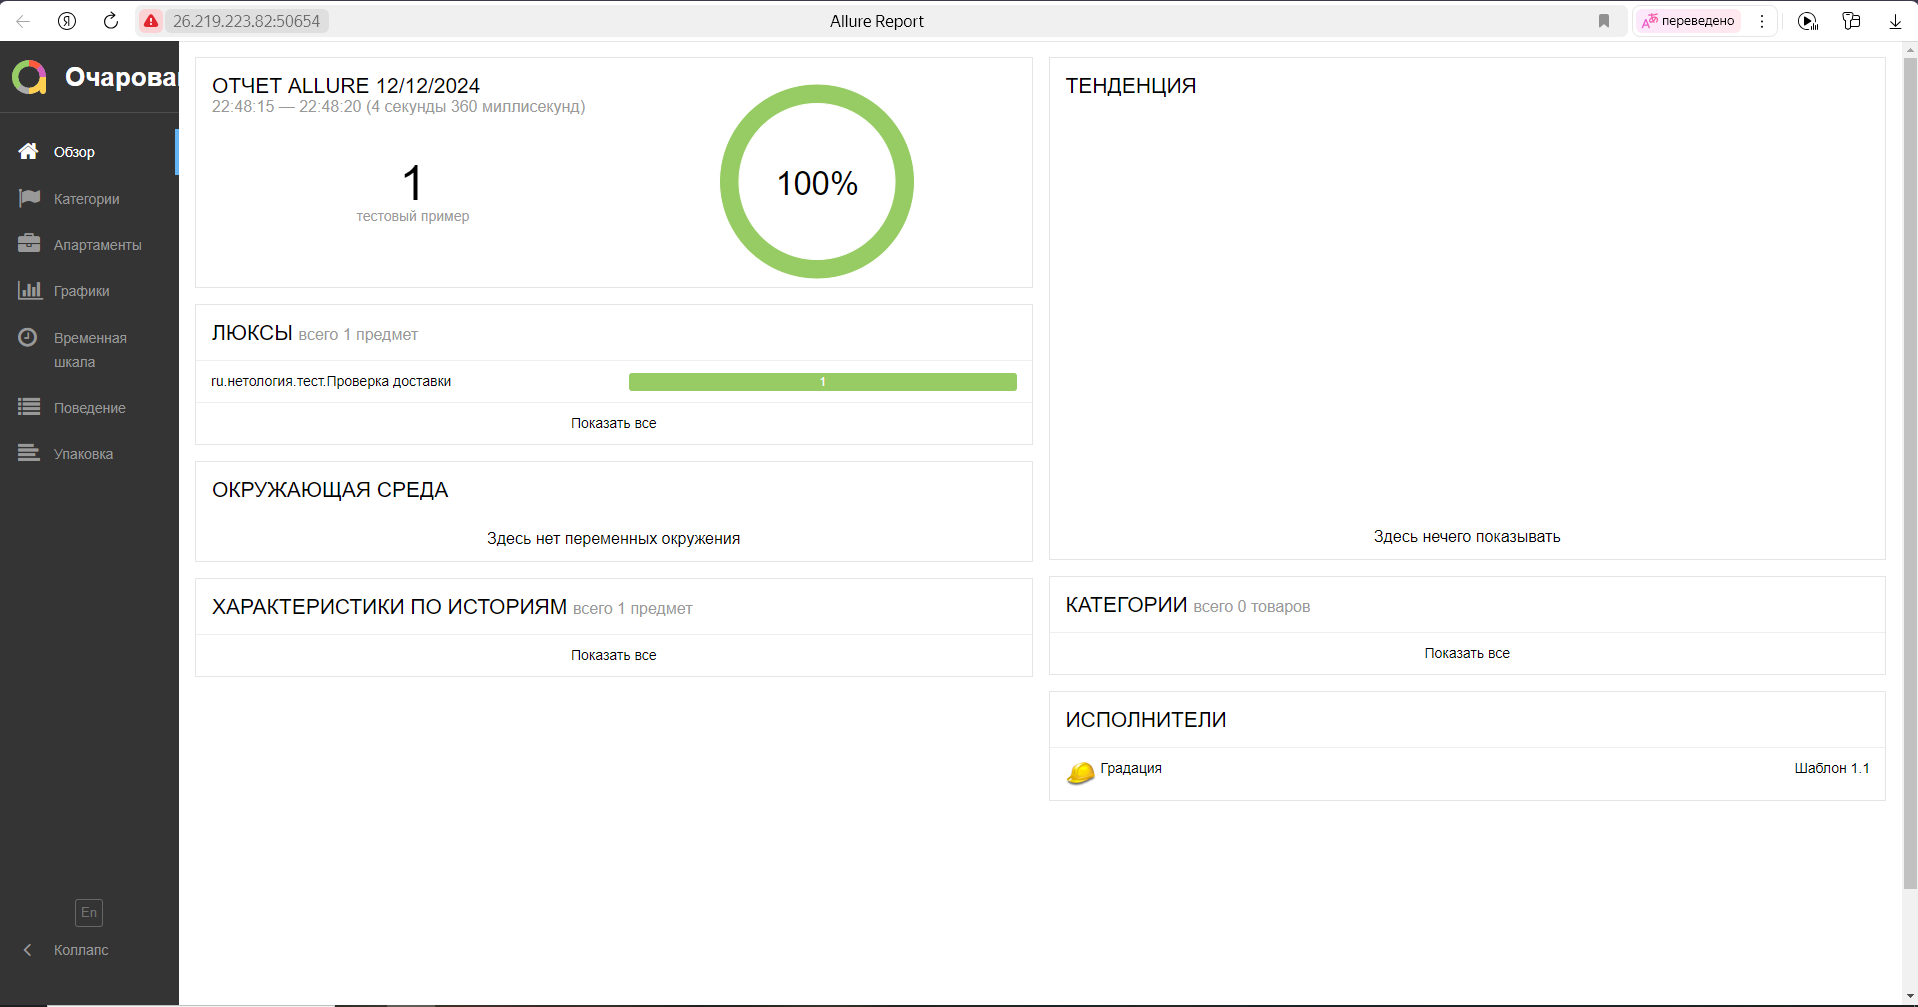 26.219.223.82:50654
Allure Report
переведено
Очарован
Обзор
Категории
Апартаменты
Графики
Временная
шкала
Поведение
Упаковка
En
Коллапс
ОТЧЕТ ALLURE 12/12/2024
22:48:15 — 22:48:20 (4 секунды 360 миллисекунд)
1
тестовый пример
100%
ЛЮКСЫ всего 1 предмет
ru.нетология.тест.Проверка доставки
1
Показать все
ОКРУЖАЮЩАЯ СРЕДА
Здесь нет переменных окружения
ХАРАКТЕРИСТИКИ ПО ИСТОРИЯМ всего 1 предмет
Показать все
ТЕНДЕНЦИЯ
Здесь нечего показывать
КАТЕГОРИИ всего 0 товаров
Показать все
ИСПОЛНИТЕЛИ
Градация
Шаблон 1.1